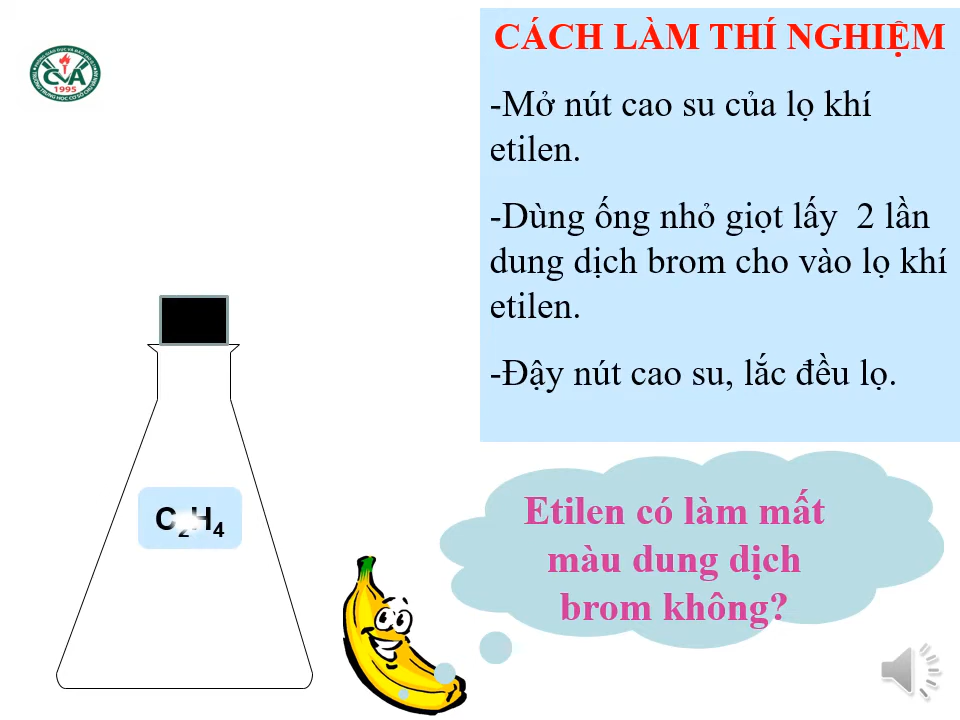 CVA
1995
CÁCH LÀM THÍ NGHIỆM
-Mở nút cao su của lọ khí
etilen.
-Dùng ống nhỏ giọt lấy 2 lần
dung dịch brom cho vào lọ khí
etilen.
-Đậy nút cao su, lắc đều lọ.
C₂H₄
Etilen có làm mất
màu dung dịch
brom không?